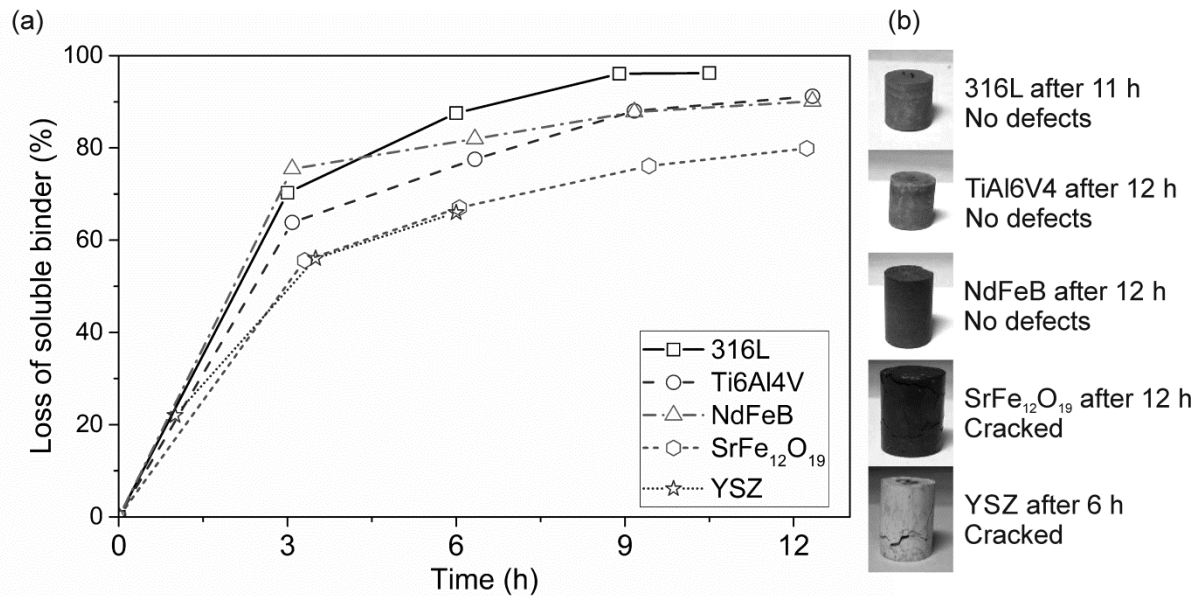 (a)
(b)
100
80
60
40
20
0
Loss of soluble binder (%)
0
3
6
9
12
Time (h)
316L
Ti6Al4V
NdFeB
SrFe₁₂O₁₉
YSZ
316L after 11 h
No defects
TiAl6V4 after 12 h
No defects
NdFeB after 12 h
No defects
SrFe₁₂O₁₉ after 12 h
Cracked
YSZ after 6 h
Cracked